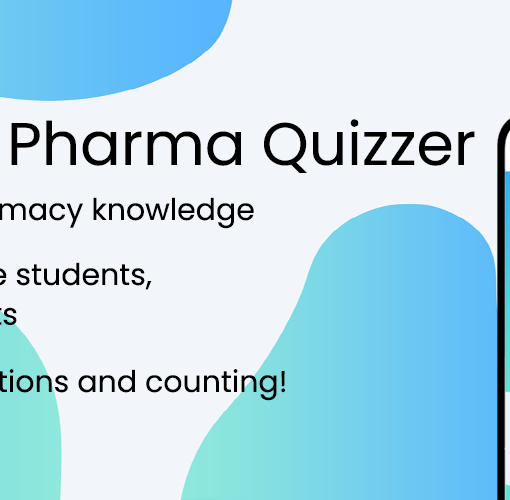 Pharma Quizzer
macy knowledge
e students,
ts
tions and counting!